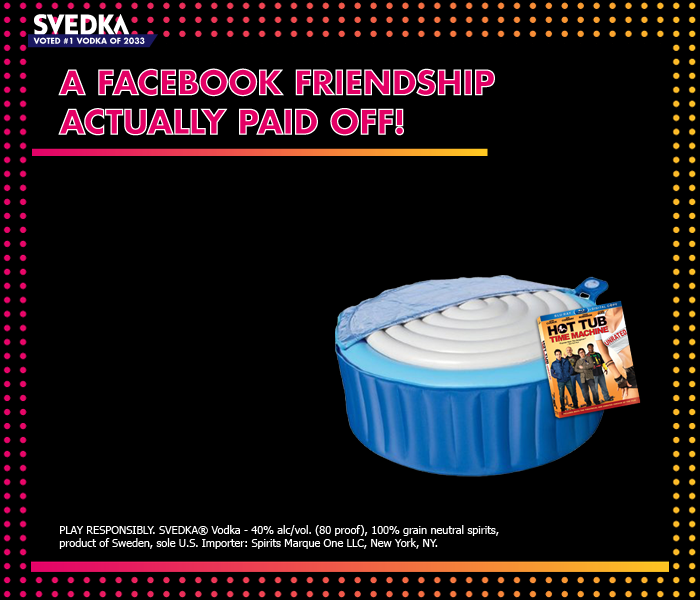 SVEDKA
VOTED #1 VODKA OF 2033
A FACEBOOK FRIENDSHIP
ACTUALLY PAID OFF!
HOT TUB
TIME MACHINE
UNRATED
PLAY RESPONSIBLY. SVEDKA® Vodka - 40% alc/vol. (80 proof), 100% grain neutral spirits,
product of Sweden, sole U.S. Importer: Spirits Marque One LLC, New York, NY.